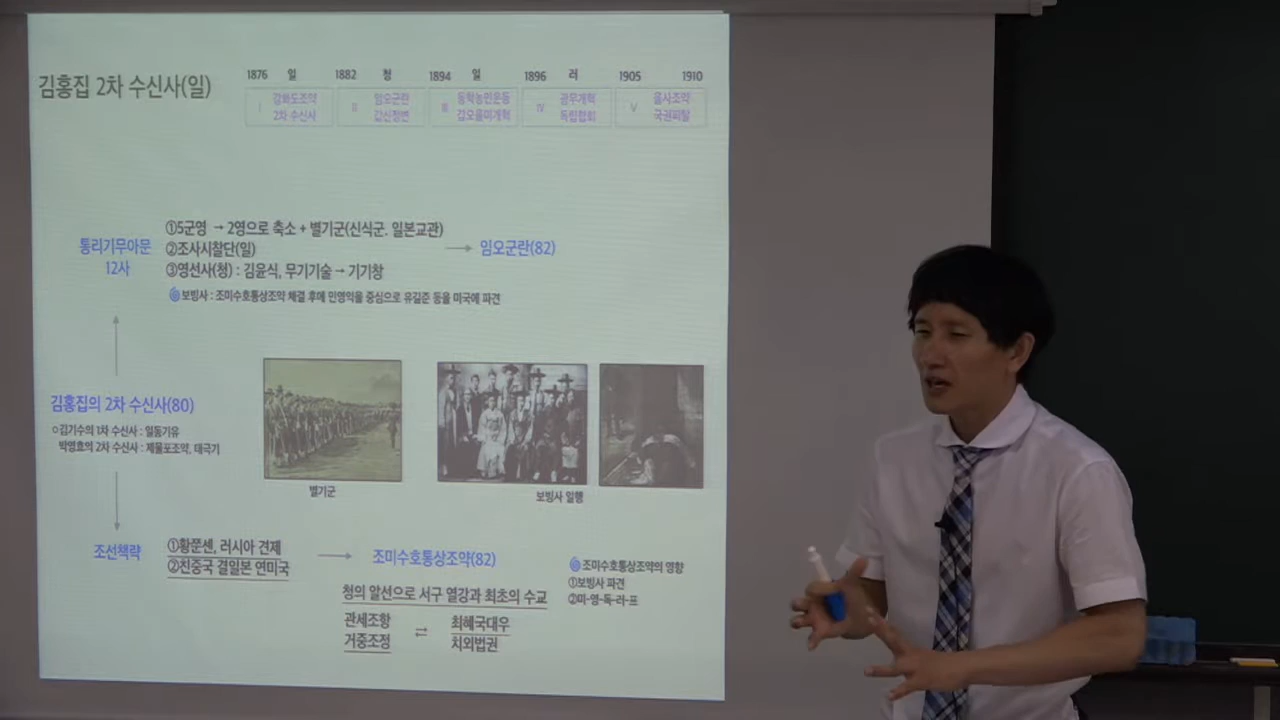 김홍집 2차 수신사(일)
1876 일 1882 청 1894 일 1896 러 1905 1910
Ⅰ 강화도조약 2차 수신사
Ⅱ 임오군란 갑신정변
Ⅲ 동학농민운동 갑오을미개혁
Ⅳ 광무개혁 독립협회
Ⅴ 을사조약 국권피탈
통리기무아문
12사
①5군영 → 2영으로 축소 + 별기군(신식군. 일본교관)
②조사시찰단(일)
③영선사(청) : 김윤식, 무기기술 → 기기창
→ 임오군란(82)
보빙사 : 조미수호통상조약 체결 후에 민영익을 중심으로 유길준 등을 미국에 파견
김홍집의 2차 수신사(80)
○김기수의 1차 수신사 : 일동기유
박영효의 2차 수신사 : 제물포조약, 태극기
별기군
보빙사 일행
조선책략
①황쭌셴, 러시아 견제
②친중국 결일본 연미국
→ 조미수호통상조약(82)
청의 알선으로 서구 열강과 최초의 수교
관세조항 ⇄ 최혜국대우
거중조정 치외법권
조미수호통상조약의 영향
①보빙사 파견
②미-영-독-러-프